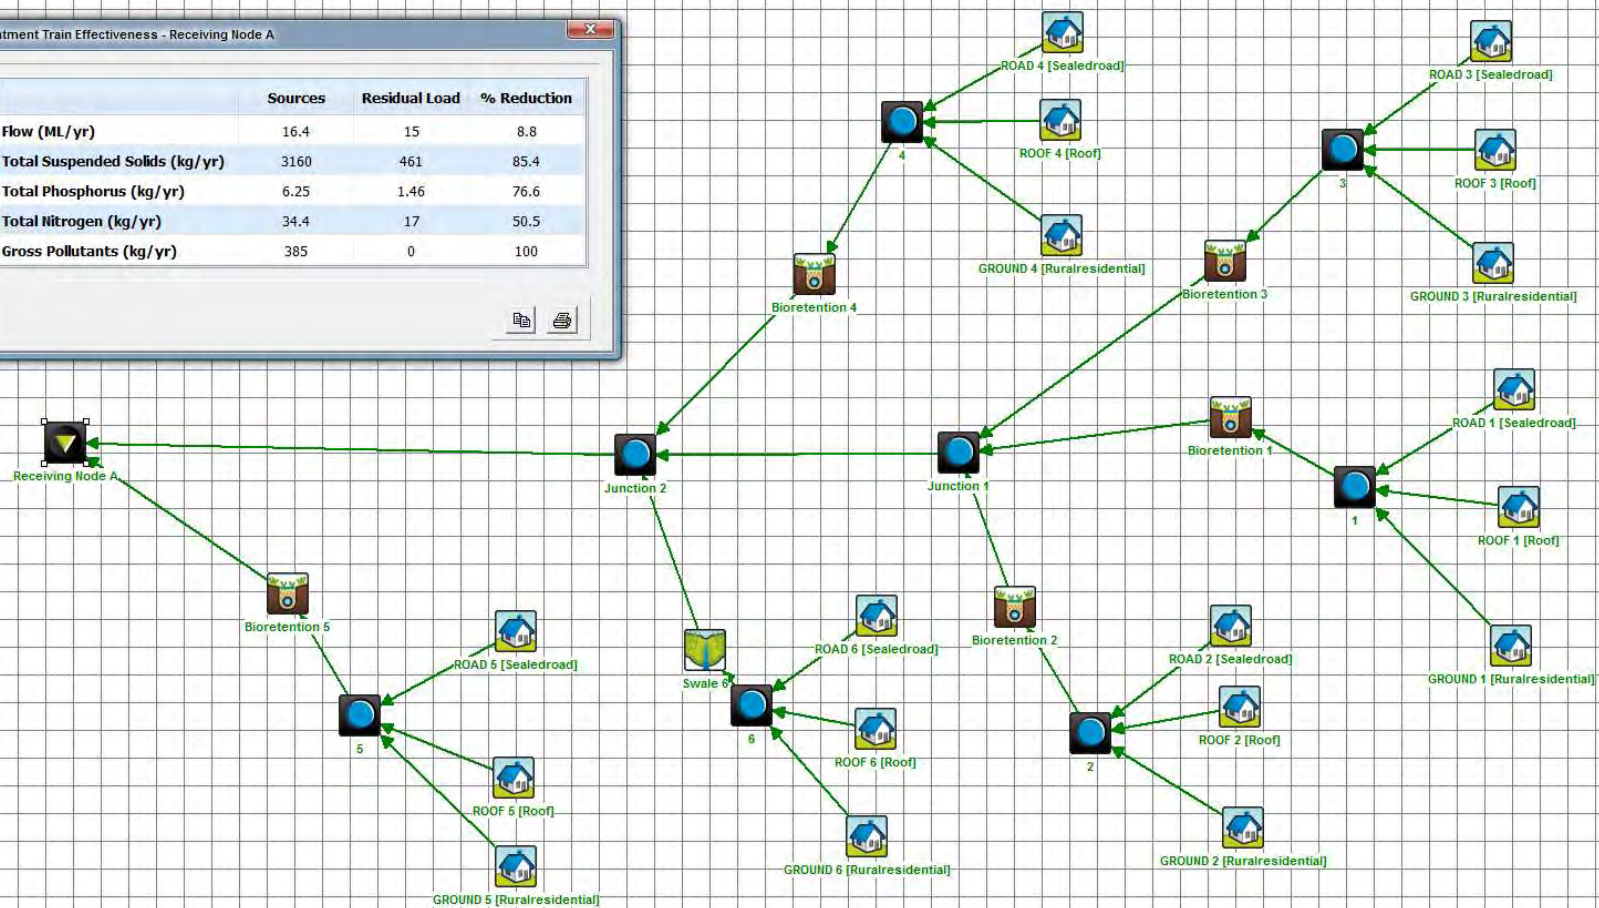 tment Train Effectiveness - Receiving Node A
Sources Residual Load % Reduction
Flow (ML/yr) 16.4 15 8.8
Total Suspended Solids (kg/yr) 3160 461 85.4
Total Phosphorus (kg/yr) 6.25 1.46 76.6
Total Nitrogen (kg/yr) 34.4 17 50.5
Gross Pollutants (kg/yr) 385 0 100
ROAD 4 [Sealedroad]
ROOF 4 [Roof]
4
GROUND 4 [Ruralresidential]
Bioretention 4
ROAD 3 [Sealedroad]
ROOF 3 [Roof]
3
GROUND 3 [Ruralresidential]
Bioretention 3
ROAD 1 [Sealedroad]
Bioretention 1
1
ROOF 1 [Roof]
GROUND 1 [Ruralresidential]
Receiving Node A
Junction 2
Junction 1
Bioretention 5
ROAD 5 [Sealedroad]
5
ROOF 5 [Roof]
GROUND 5 [Ruralresidential]
Swale 6
ROAD 6 [Sealedroad]
6
ROOF 6 [Roof]
GROUND 6 [Ruralresidential]
Bioretention 2
ROAD 2 [Sealedroad]
ROOF 2 [Roof]
2
GROUND 2 [Ruralresidential]